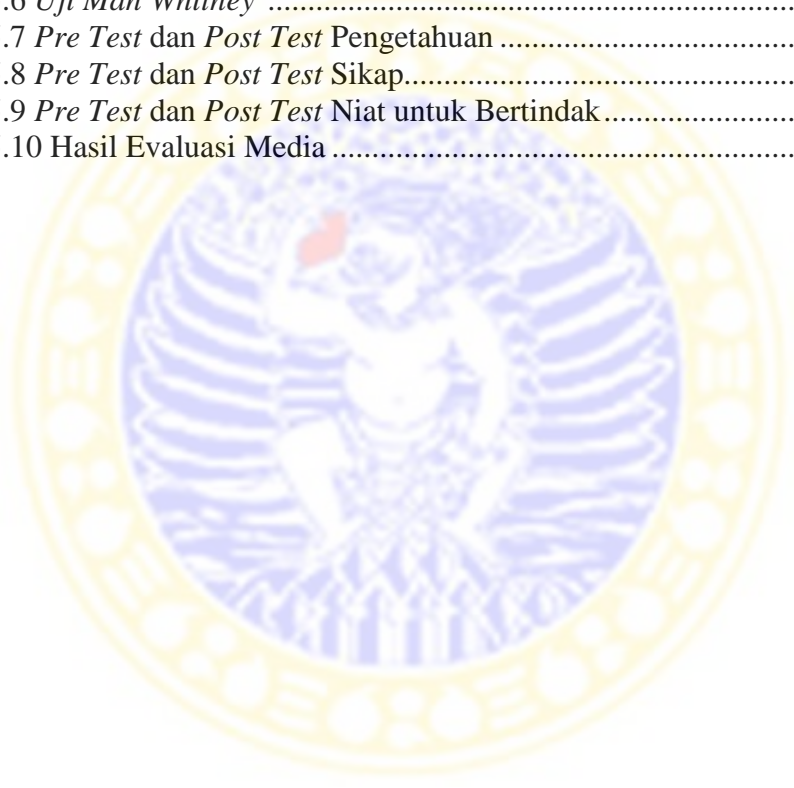 .6 Uji Man Whitney ............................................................
.7 Pre Test dan Post Test Pengetahuan .......................................
.8 Pre Test dan Post Test Sikap..................................................
.9 Pre Test dan Post Test Niat untuk Bertindak..........................
.10 Hasil Evaluasi Media ...........................................................